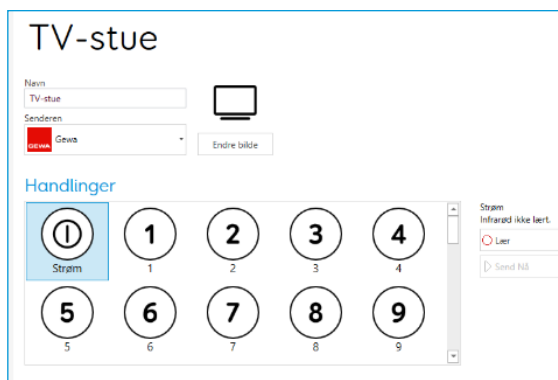 TV-stue
Navn
TV-stue
Senderen
GEWA Gewa
Endre bilde
Handlinger
Strøm
1 2 3 4
Strøm 1 2 3 4
Infrarød ikke lært.
Lær
Send Nå
5 6 7 8 9
5 6 7 8 9